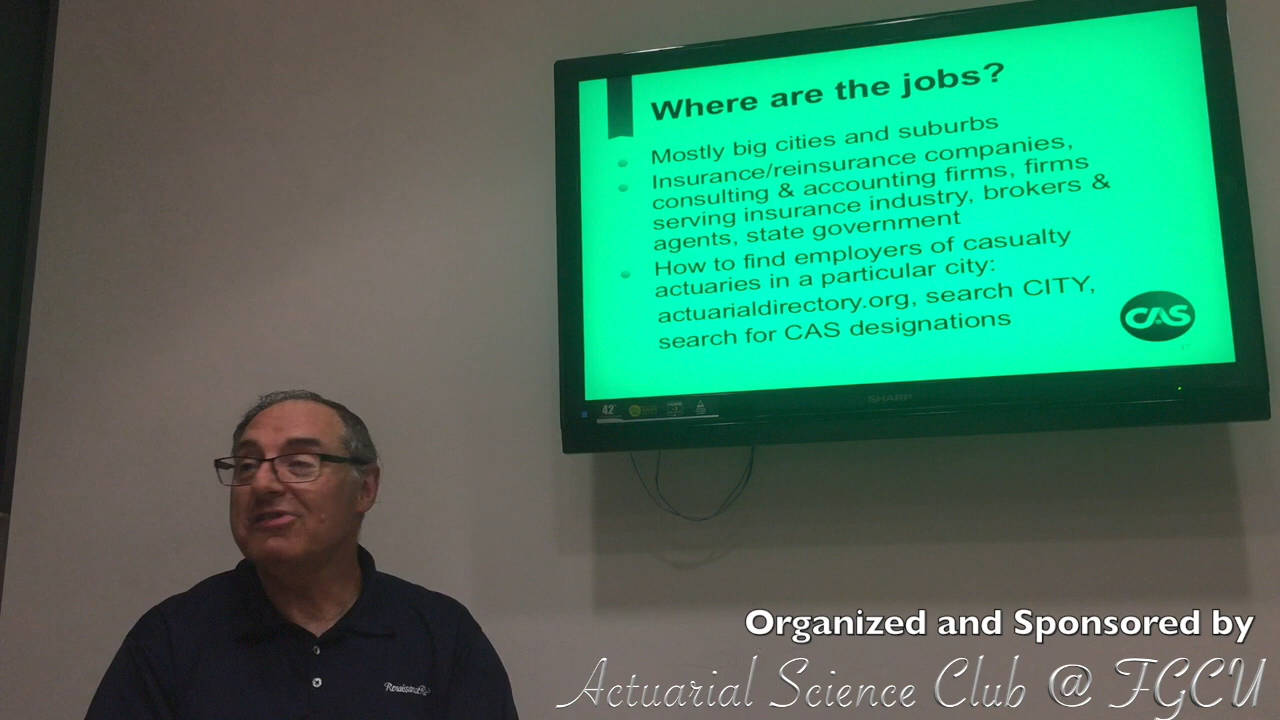 Where are the jobs?
Mostly big cities and suburbs
Insurance/reinsurance companies,
consulting & accounting firms, firms
serving insurance industry, brokers &
agents, state government
How to find employers of casualty
actuaries in a particular city:
actuarialdirectory.org, search CITY,
search for CAS designations
CAS
SHARP
42"
Organized and Sponsored by
Actuarial Science Club @ FGCU